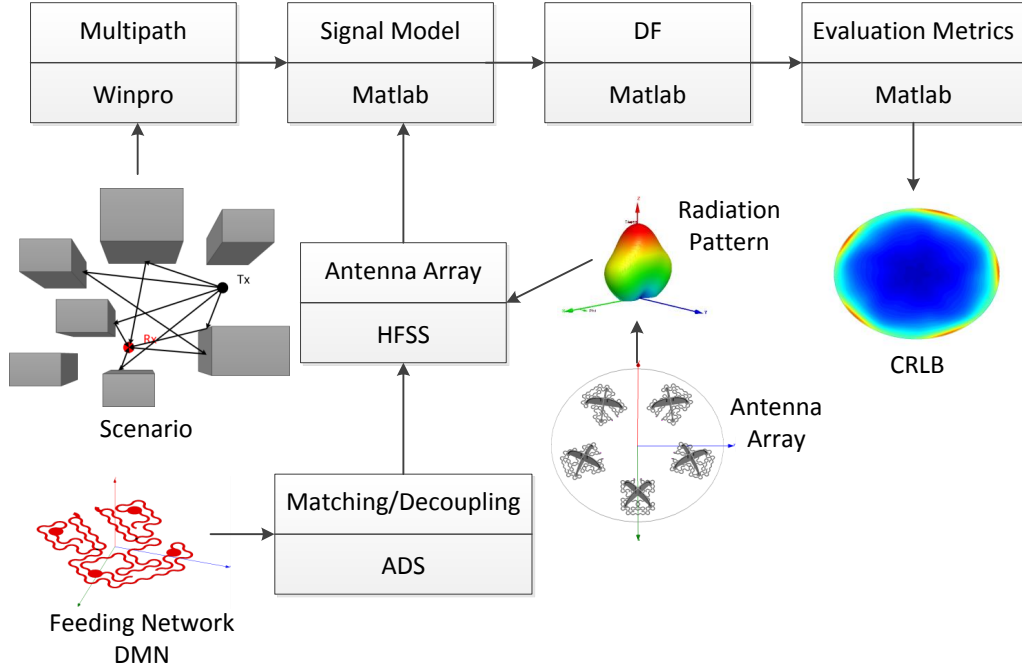 Multipath
Winpro
Signal Model
Matlab
DF
Matlab
Evaluation Metrics
Matlab
Tx
Rx
Scenario
Antenna Array
HFSS
Radiation
Pattern
Z
Y
CRLB
Antenna
Array
Matching/Decoupling
ADS
Feeding Network
DMN